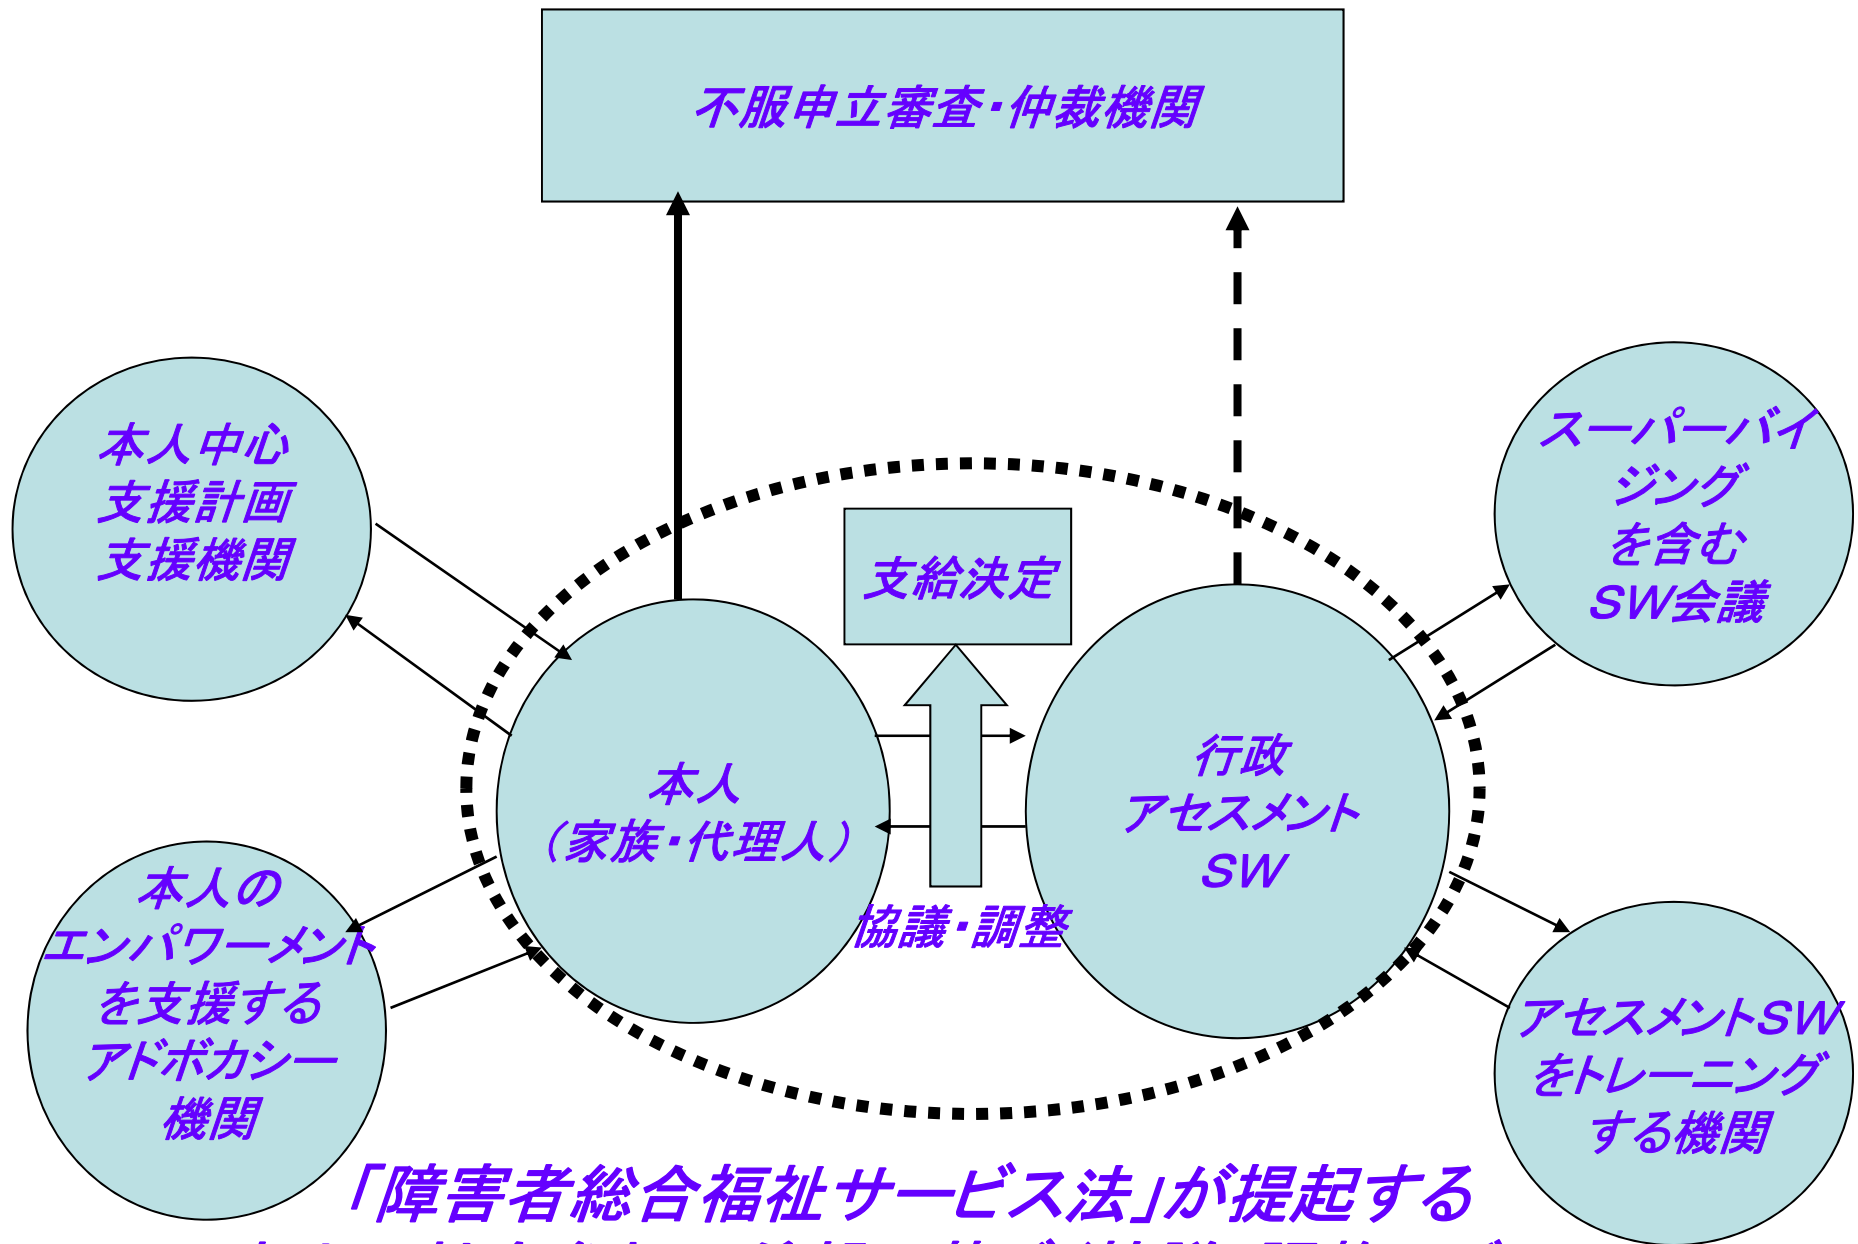 不服申立審査・仲裁機関
本人中心
支援計画
支援機関
スーパーバイ
ジング
を含む
SW会議
支給決定
本人
（家族・代理人）
行政
アセスメント
SW
協議・調整
本人の
エンパワーメント
を支援する
アドボカシー
機関
アセスメントSW
をトレーニング
する機関
「障害者総合福祉サービス法」が提起する